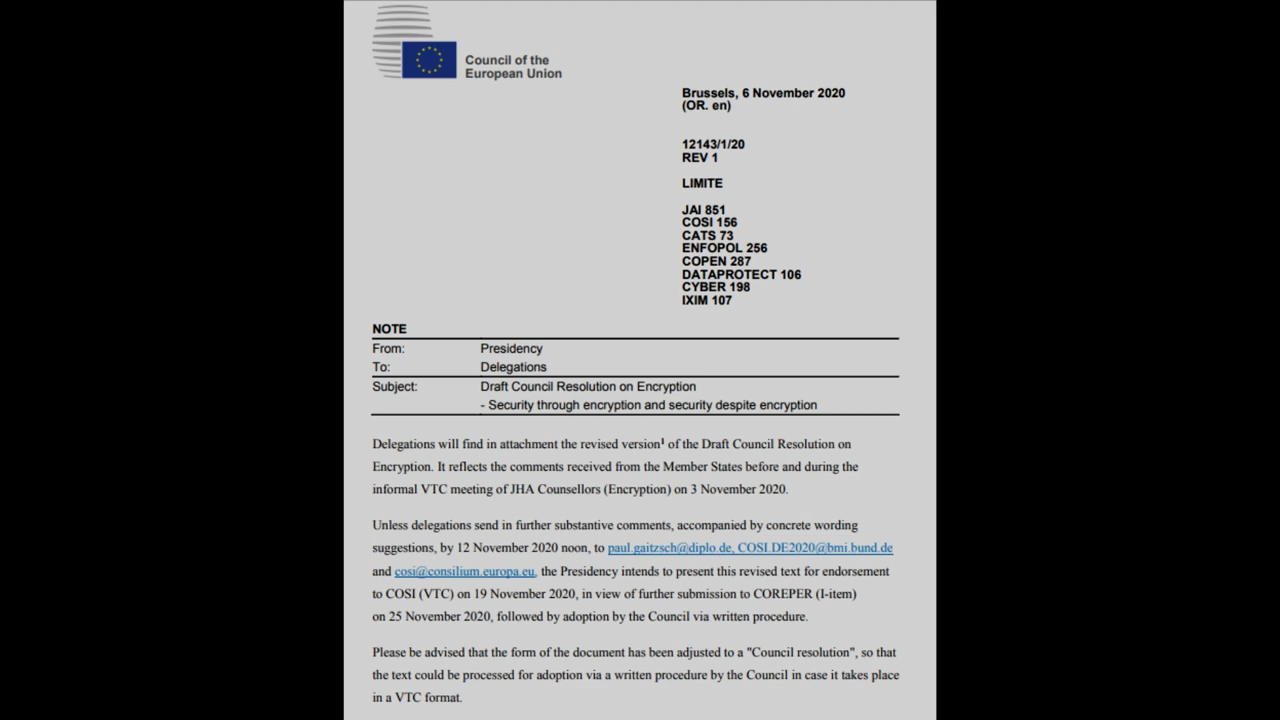 Council of the
European Union
Brussels, 6 November 2020
(OR. en)
12143/1/20
REV 1
LIMITE
JAI 851
COSI 156
CATS 73
ENFOPOL 256
COPEN 287
DATAPROTECT 106
CYBER 198
IXIM 107
NOTE
From: Presidency
To: Delegations
Subject: Draft Council Resolution on Encryption
- Security through encryption and security despite encryption
Delegations will find in attachment the revised version¹ of the Draft Council Resolution on
Encryption. It reflects the comments received from the Member States before and during the
informal VTC meeting of JHA Counsellors (Encryption) on 3 November 2020.
Unless delegations send in further substantive comments, accompanied by concrete wording
suggestions, by 12 November 2020 noon, to paul.gaitzsch@diplo.de, COSI.DE2020@bmi.bund.de
and cosi@consilium.europa.eu, the Presidency intends to present this revised text for endorsement
to COSI (VTC) on 19 November 2020, in view of further submission to COREPER (I-item)
on 25 November 2020, followed by adoption by the Council via written procedure.
Please be advised that the form of the document has been adjusted to a "Council resolution", so that
the text could be processed for adoption via a written procedure by the Council in case it takes place
in a VTC format.